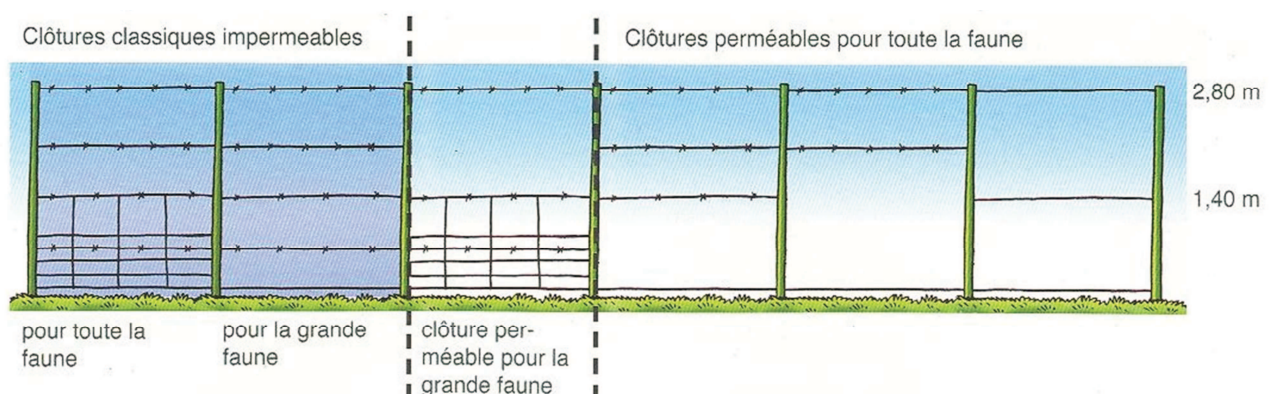 Clôtures classiques impermeables
Clôtures perméables pour toute la faune
2,80 m
1,40 m
pour toute la
faune
pour la grande
faune
clôture per-
méable pour la
grande faune